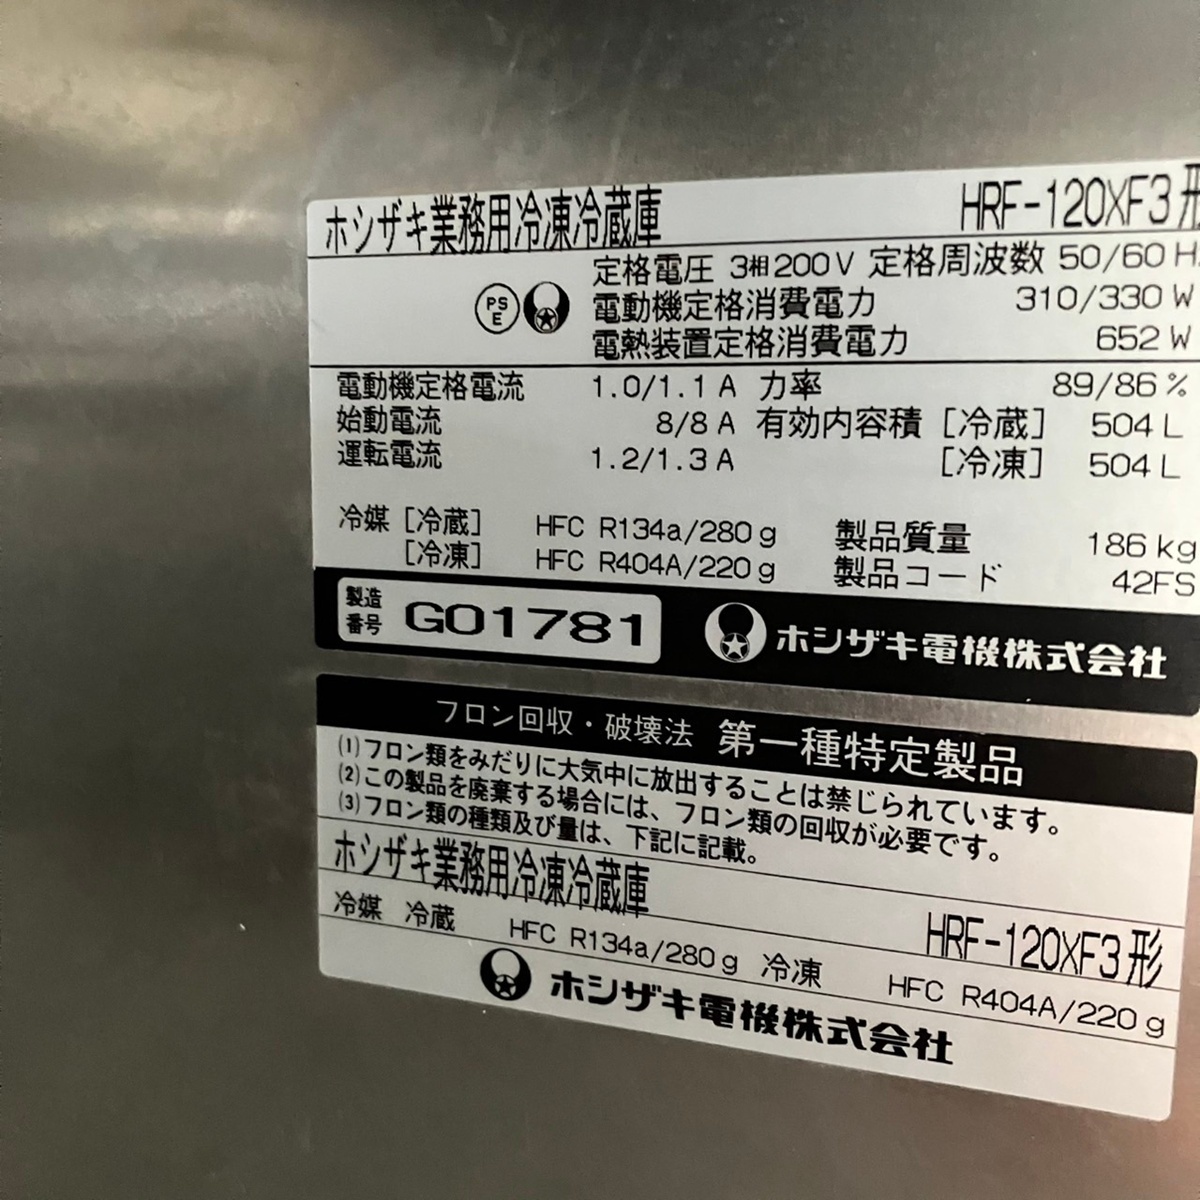 ホシザキ業務用冷凍冷蔵庫 HRF-120XF3形
定格電圧 3相200V 定格周波数 50/60 H
PS E 電動機定格消費電力 310/330 W
電熱装置定格消費電力 652 W
電動機定格電流 1.0/1.1 A 力率 89/86 %
始動電流 8/8 A 有効内容積 [冷蔵] 504 L
運転電流 1.2/1.3 A [冷凍] 504 L
冷媒 [冷蔵] HFC R134a/280 g 製品質量 186 kg
[冷凍] HFC R404A/220 g 製品コード 42FS
製造番号 G01781 ホシザキ電機株式会社
フロン回収・破壊法 第一種特定製品
(1)フロン類をみだりに大気中に放出することは禁じられています。
(2)この製品を廃棄する場合には、フロン類の回収が必要です。
(3)フロン類の種類及び量は、下記に記載。
ホシザキ業務用冷凍冷蔵庫 HRF-120XF3形
冷媒 冷蔵 HFC R134a/280 g 冷凍 HFC R404A/220 g
ホシザキ電機株式会社